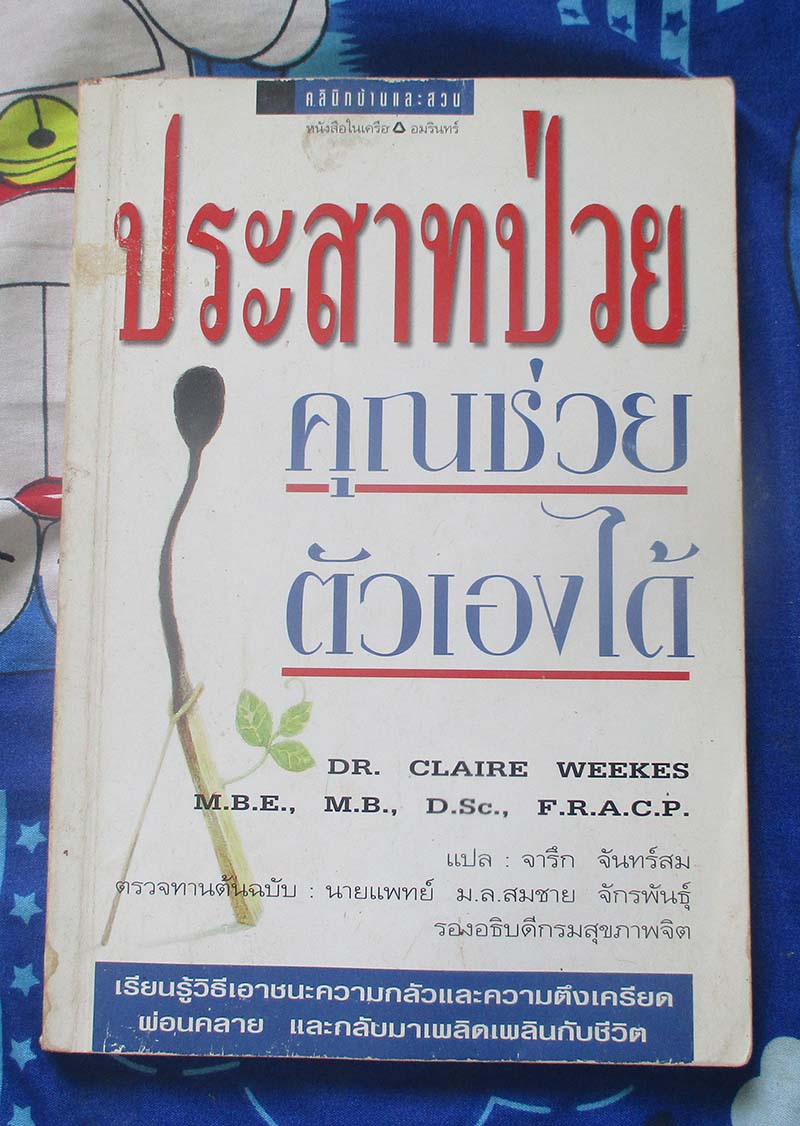 คลินิกบ้านและสวน
หนังสือในเครือ อมรินทร์
ประสาทป่วย
คุณช่วย
ตัวเองได้
DR. CLAIRE WEEKES
M.B.E., M.B., D.Sc., F.R.A.C.P.
แปล : จารึก จันทร์สม
ตรวจทานต้นฉบับ : นายแพทย์ ม.ล.สมชาย จักรพันธุ์
รองอธิบดีกรมสุขภาพจิต
เรียนรู้วิธีเอาชนะความกลัวและความตึงเครียด
ผ่อนคลาย และกลับมาเพลิดเพลินกับชีวิต